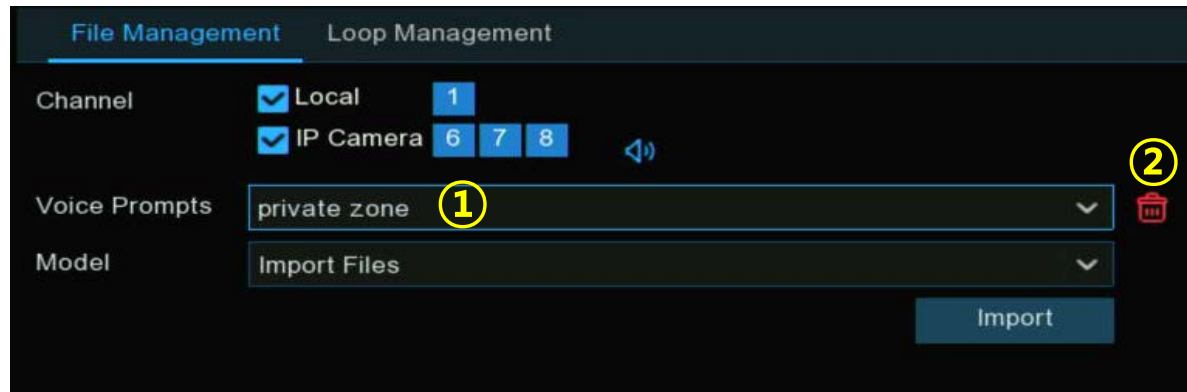 File Management Loop Management
Channel Local 1
IP Camera 6 7 8
②
Voice Prompts private zone ①
Model Import Files
Import